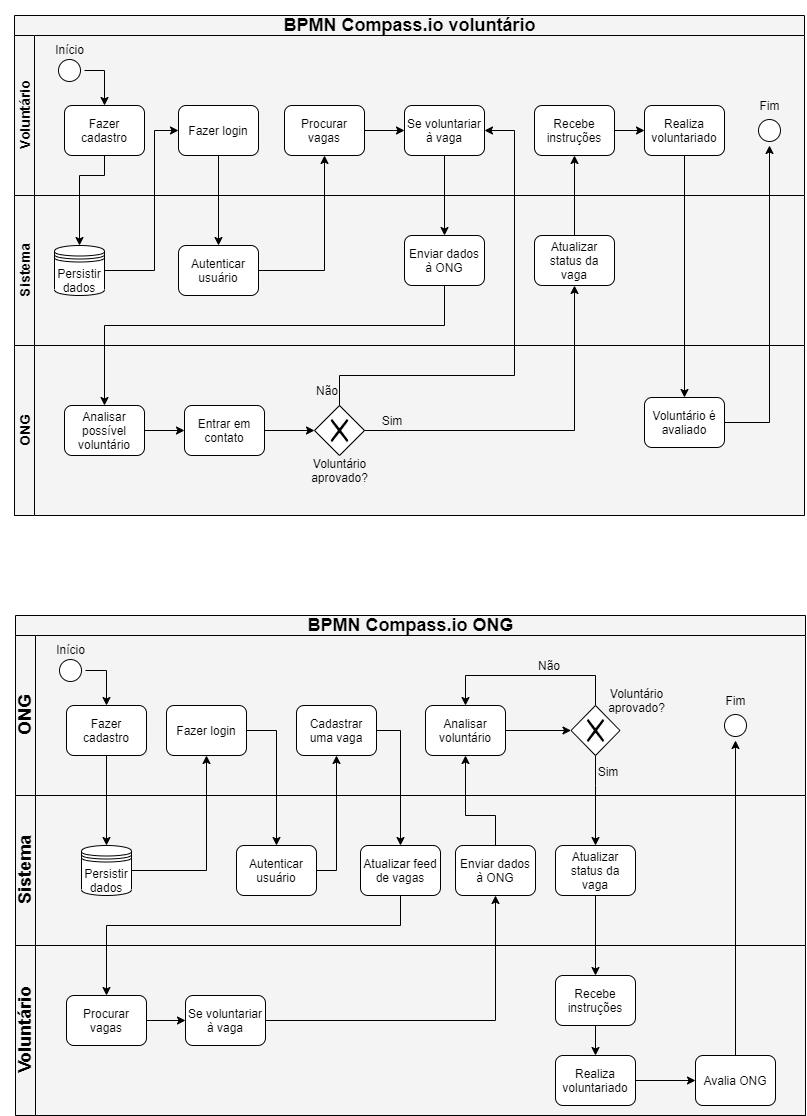 BPMN Compass.io voluntário
Voluntário
Início
Fazer
cadastro
Fazer login
Procurar
vagas
Se voluntariar
à vaga
Recebe
instruções
Realiza
voluntariado
Fim
Sistema
Persistir
dados
Autenticar
usuário
Enviar dados
à ONG
Atualizar
status da
vaga
ONG
Analisar
possível
voluntário
Entrar em
contato
Não
Sim
Voluntário
aprovado?
Voluntário é
avaliado
BPMN Compass.io ONG
ONG
Início
Fazer
cadastro
Fazer login
Cadastrar
uma vaga
Analisar
voluntário
Não
Voluntário
aprovado?
Sim
Fim
Sistema
Persistir
dados
Autenticar
usuário
Atualizar feed
de vagas
Enviar dados
à ONG
Atualizar
status da
vaga
Voluntário
Procurar
vagas
Se voluntariar
à vaga
Recebe
instruções
Realiza
voluntariado
Avalia ONG